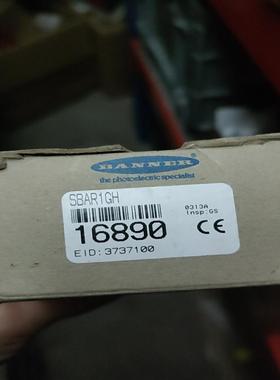 BANNER
the photoelectric specialist
SBAR1GH
0313A
Insp:GS
16890 CE
EID:3737100